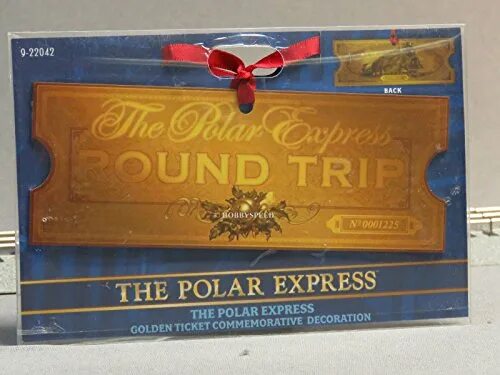 9-22042
BACK
The Polar Express
ROUND TRIP
HOBBYSPEED
Nº 0001225
THE POLAR EXPRESS
THE POLAR EXPRESS
GOLDEN TICKET COMMEMORATIVE DECORATION